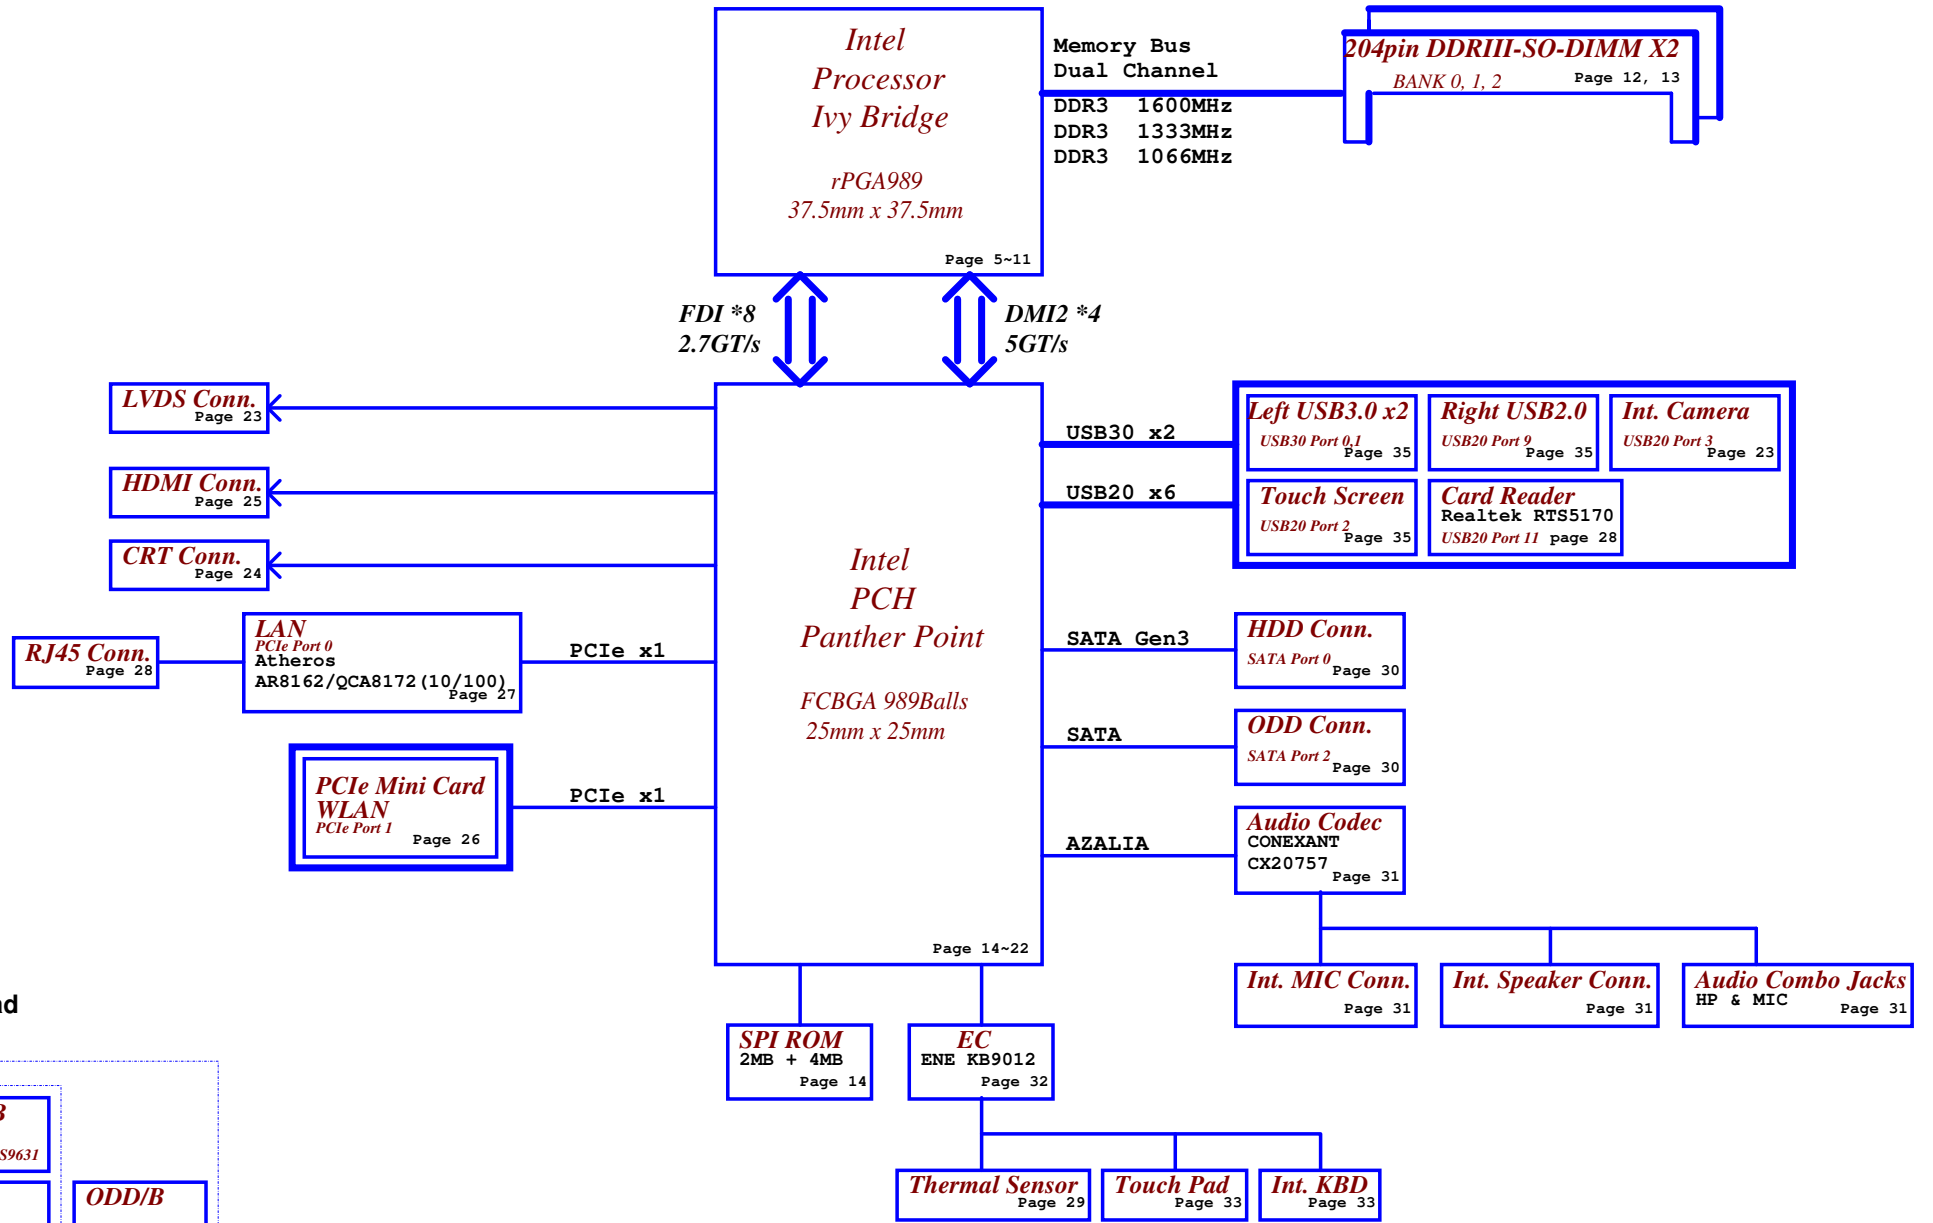 Intel
Processor
Ivy Bridge
rPGA989
37.5mm x 37.5mm
Page 5~11
Memory Bus
Dual Channel
DDR3 1600MHz
DDR3 1333MHz
DDR3 1066MHz
204pin DDRIII-SO-DIMM X2
BANK 0, 1, 2
Page 12, 13
FDI *8
2.7GT/s
DMI2 *4
5GT/s
LVDS Conn.
Page 23
HDMI Conn.
Page 25
CRT Conn.
Page 24
RJ45 Conn.
Page 28
LAN
PCIe Port 0
Atheros
AR8162/QCA8172(10/100)
Page 27
PCIe x1
PCIe Mini Card
WLAN
PCIe Port 1
Page 26
PCIe x1
Intel
PCH
Panther Point
FCBGA 989Balls
25mm x 25mm
Page 14~22
USB30 x2
USB20 x6
Left USB3.0 x2
USB30 Port 0,1
Page 35
Right USB2.0
USB20 Port 9
Page 35
Int. Camera
USB20 Port 3
Page 23
Touch Screen
USB20 Port 2
Page 35
Card Reader
Realtek RTS5170
USB20 Port 11 page 28
SATA Gen3
HDD Conn.
SATA Port 0
Page 30
SATA
ODD Conn.
SATA Port 2
Page 30
AZALIA
Audio Codec
CONEXANT
CX20757
Page 31
Int. MIC Conn.
Page 31
Int. Speaker Conn.
Page 31
Audio Combo Jacks
HP & MIC
Page 31
SPI ROM
2MB + 4MB
Page 14
EC
ENE KB9012
Page 32
Thermal Sensor
Page 29
Touch Pad
Page 33
Int. KBD
Page 33
S9631
ODD/B